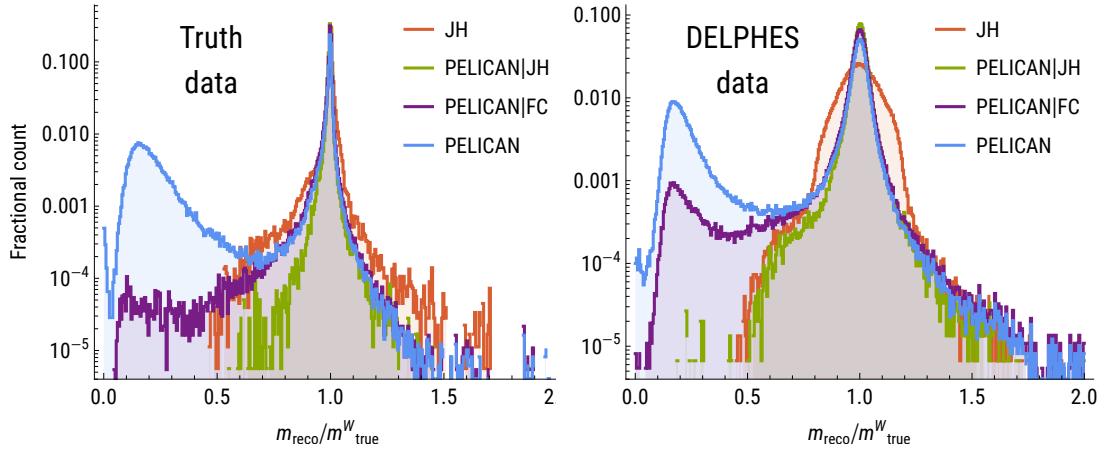 Truth
data
JH
PELICAN|JH
PELICAN|FC
PELICAN
Fractional count
0.100
0.010
0.001
10⁻⁴
10⁻⁵
0.0 0.5 1.0 1.5 2.
m_reco/m^W_true
DELPHES
data
JH
PELICAN|JH
PELICAN|FC
PELICAN
0.100
0.010
0.001
10⁻⁴
10⁻⁵
0.0 0.5 1.0 1.5 2.0
m_reco/m^W_true